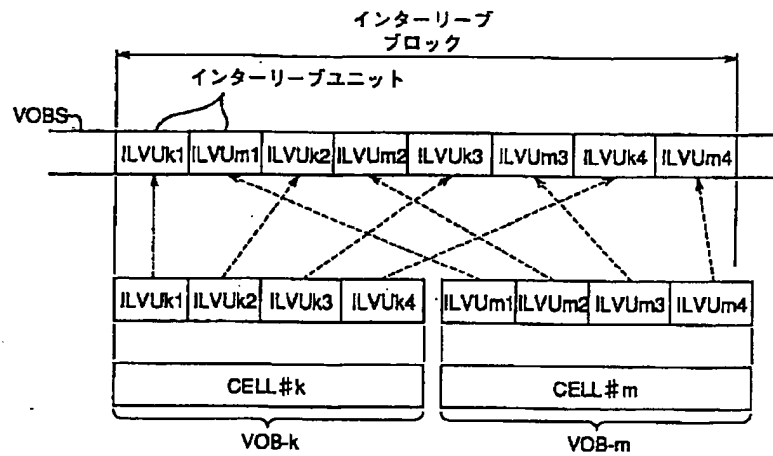 インターリーブ
ブロック
インターリーブユニット
VOBS
ILVUk1 ILVUm1 ILVUk2 ILVUm2 ILVUk3 ILVUm3 ILVUk4 ILVUm4
ILVUk1 ILVUk2 ILVUk3 ILVUk4 ILVUm1 ILVUm2 ILVUm3 ILVUm4
CELL#k CELL#m
VOB-k VOB-m